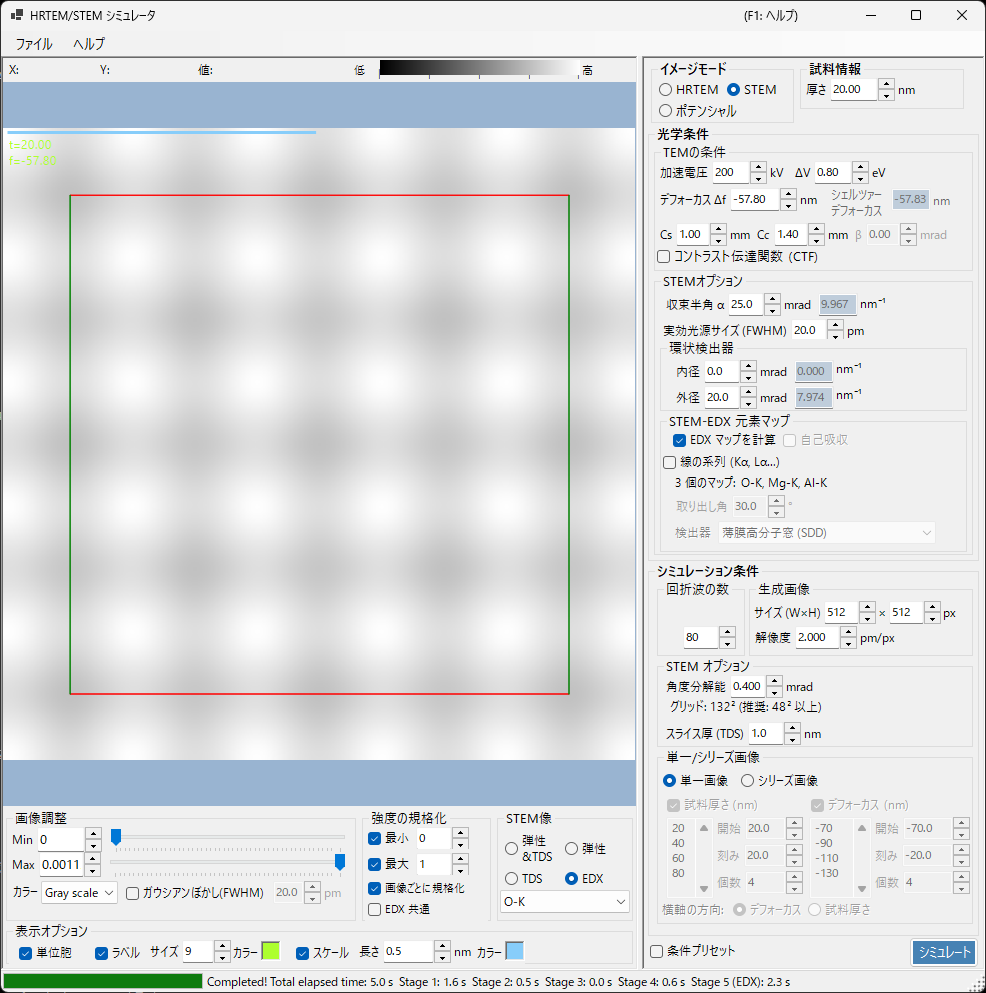 HRTEM/STEM シミュレータ (F1: ヘルプ)
ファイル ヘルプ
X: Y: 値: 低 高
t=20.00
f=-57.80
イメージモード
HRTEM STEM
ポテンシャル
試料情報
厚さ 20.00 nm
光学条件
TEMの条件
加速電圧 200 kV ΔV 0.80 eV
デフォーカス Δf -57.80 nm シェルツァー デフォーカス -57.83 nm
Cs 1.00 mm Cc 1.40 mm β 0.00 mrad
コントラスト伝達関数 (CTF)
STEMオプション
収束半角 α 25.0 mrad 9.967 nm⁻¹
実効光源サイズ (FWHM) 20.0 pm
環状検出器
内径 0.0 mrad 0.000 nm⁻¹
外径 20.0 mrad 7.974 nm⁻¹
STEM-EDX 元素マップ
EDX マップを計算 自己吸収
線の系列 (Kα, Lα...)
3 個のマップ: O-K, Mg-K, Al-K
取り出し角 30.0 °
検出器 薄膜高分子窓 (SDD)
シミュレーション条件
回折波の数
80
生成画像
サイズ (W×H) 512 × 512 px
解像度 2.000 pm/px
STEM オプション
角度分解能 0.400 mrad
グリッド: 132² (推奨: 48² 以上)
スライス厚 (TDS) 1.0 nm
単一/シリーズ画像
単一画像 シリーズ画像
試料厚さ (nm) デフォーカス (nm)
20 開始 20.0 -70 開始 -70.0
40 -90
60 刻み 20.0 -110 刻み -20.0
80 個数 4 -130 個数 4
横軸の方向: デフォーカス 試料厚さ
条件プリセット シミュレート
画像調整
Min 0
Max 0.0011
カラー Gray scale ガウシアンぼかし(FWHM) 20.0 pm
強度の規格化
最小 0
最大 1
画像ごとに規格化
EDX 共通
STEM像
弾性 &TDS 弾性
TDS EDX
O-K
表示オプション
単位胞 ラベル サイズ 9 カラー スケール 長さ 0.5 nm カラー
Completed! Total elapsed time: 5.0 s Stage 1: 1.6 s Stage 2: 0.5 s Stage 3: 0.0 s Stage 4: 0.6 s Stage 5 (EDX): 2.3 s